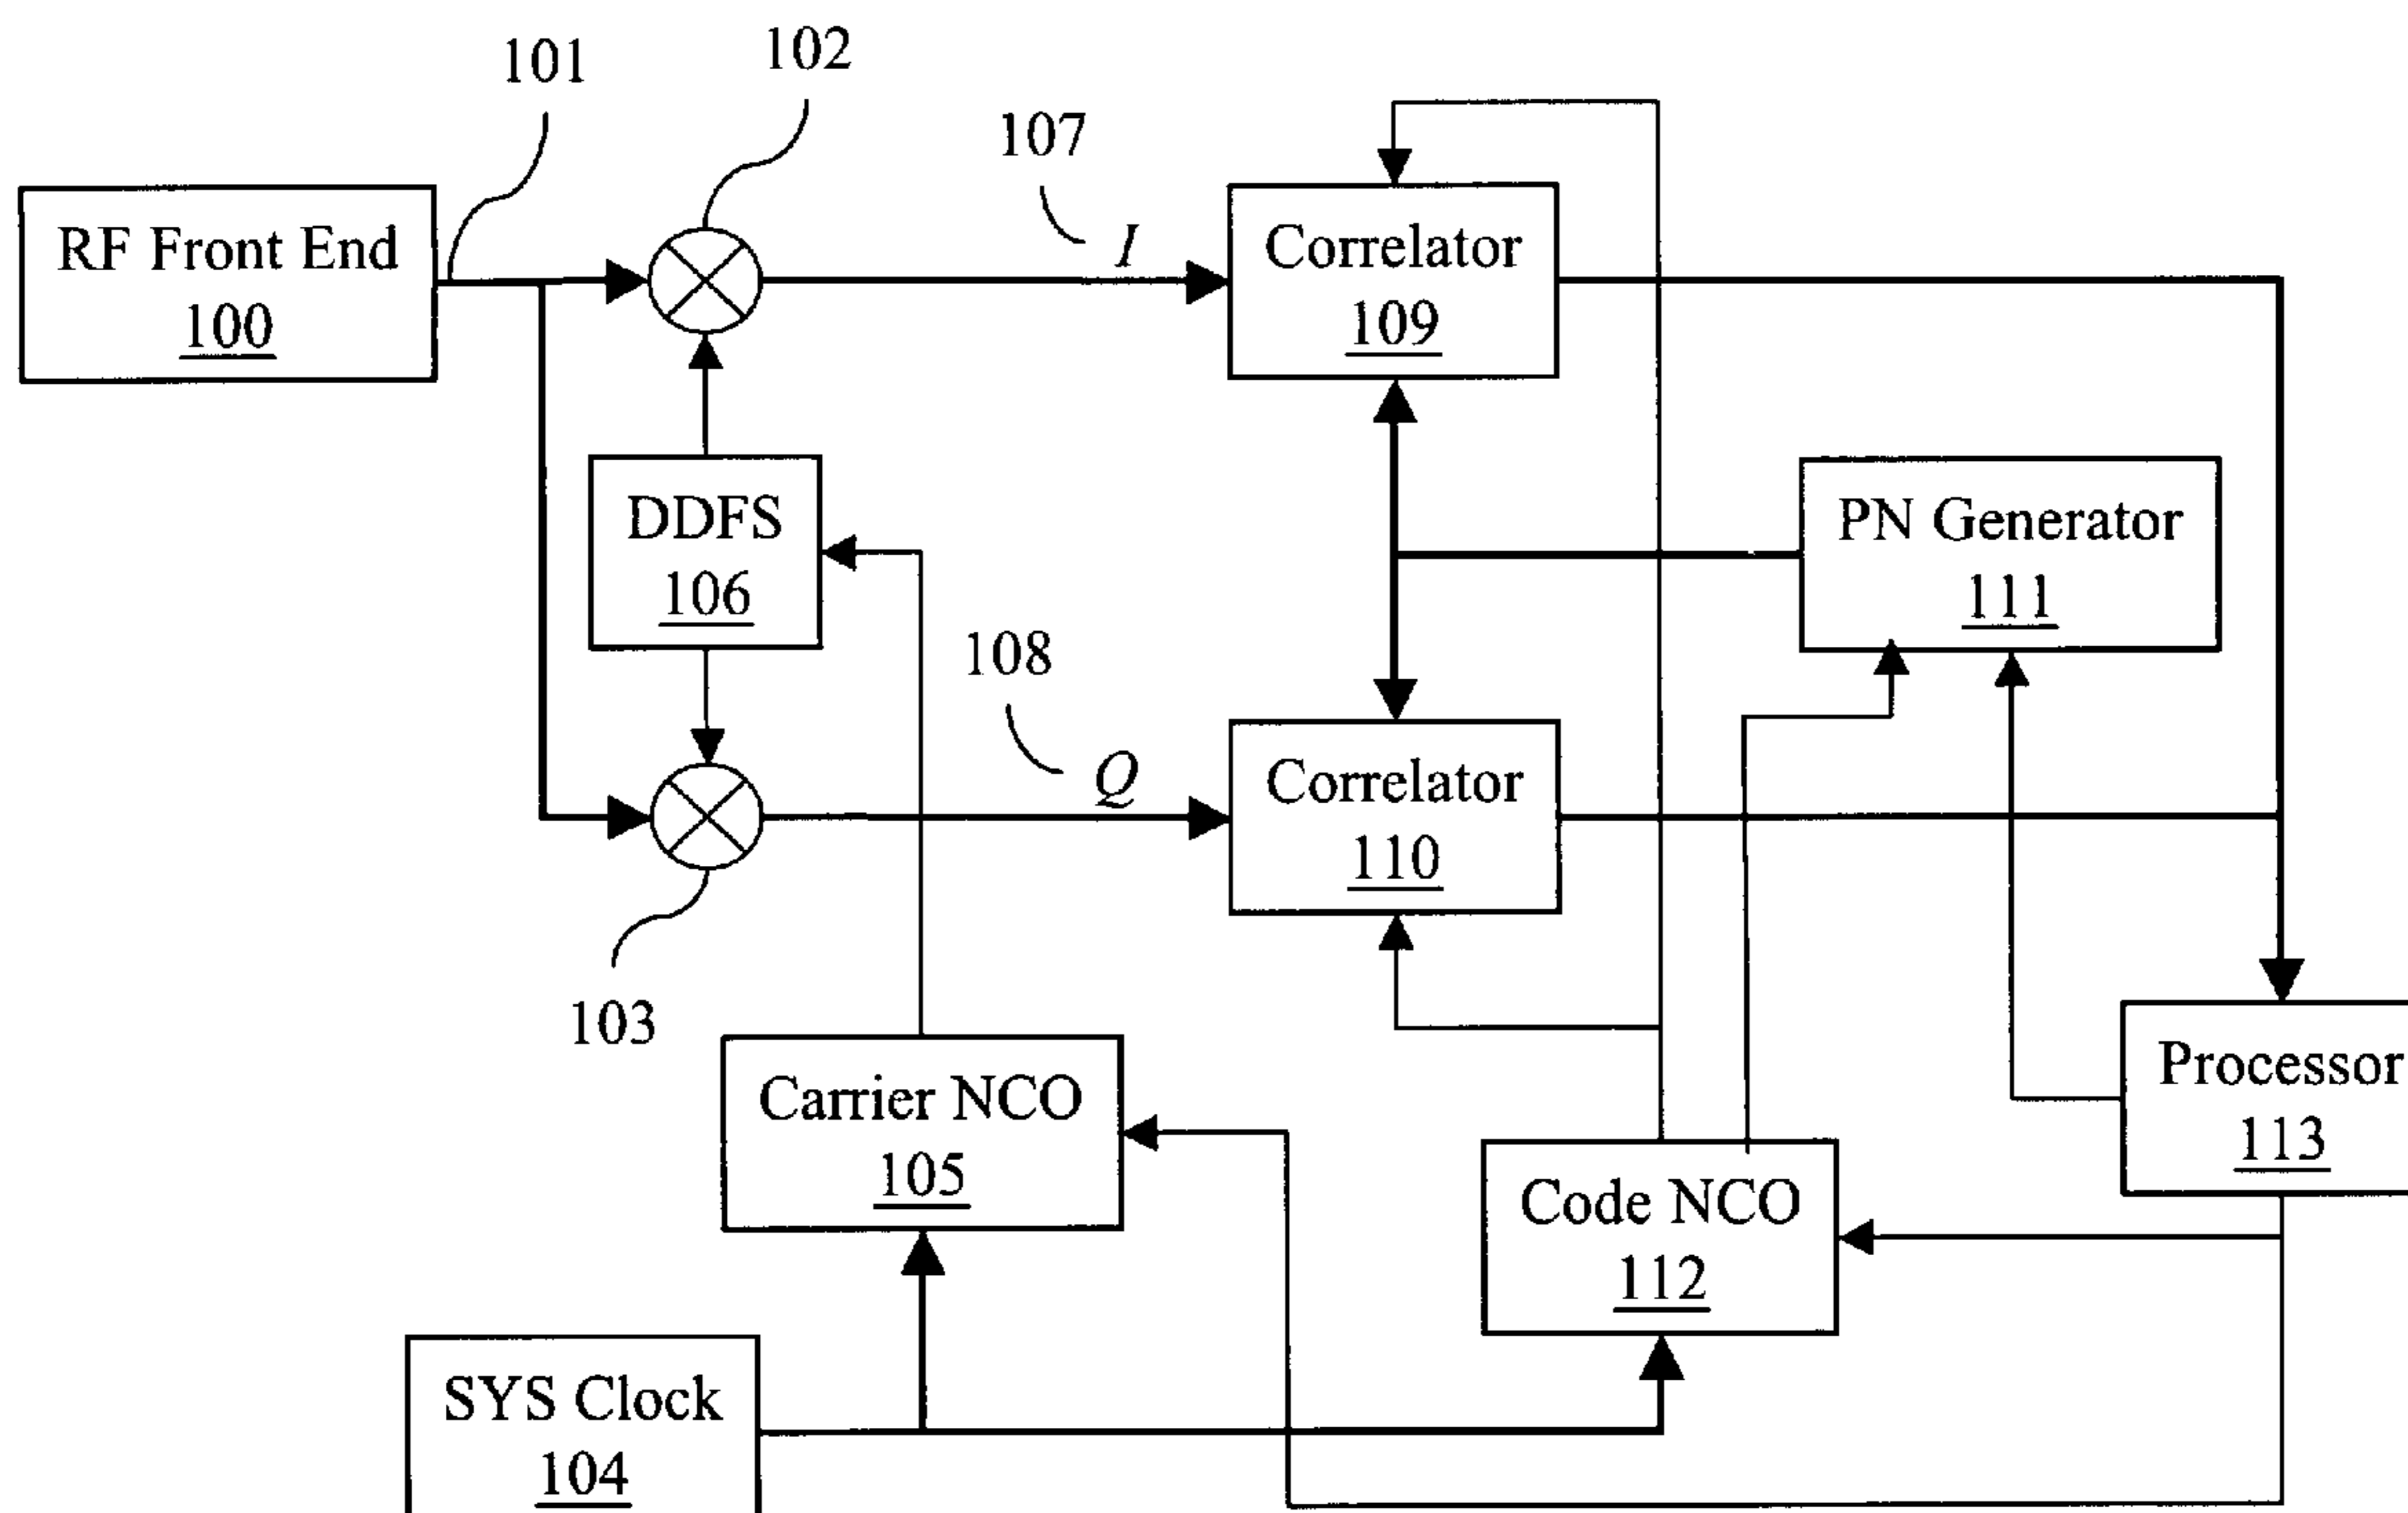 101
102
107
RF Front End
100
I
Correlator
109
DDFS
106
PN Generator
111
108
Q
Correlator
110
103
Carrier NCO
105
Processor
113
Code NCO
112
SYS Clock
104